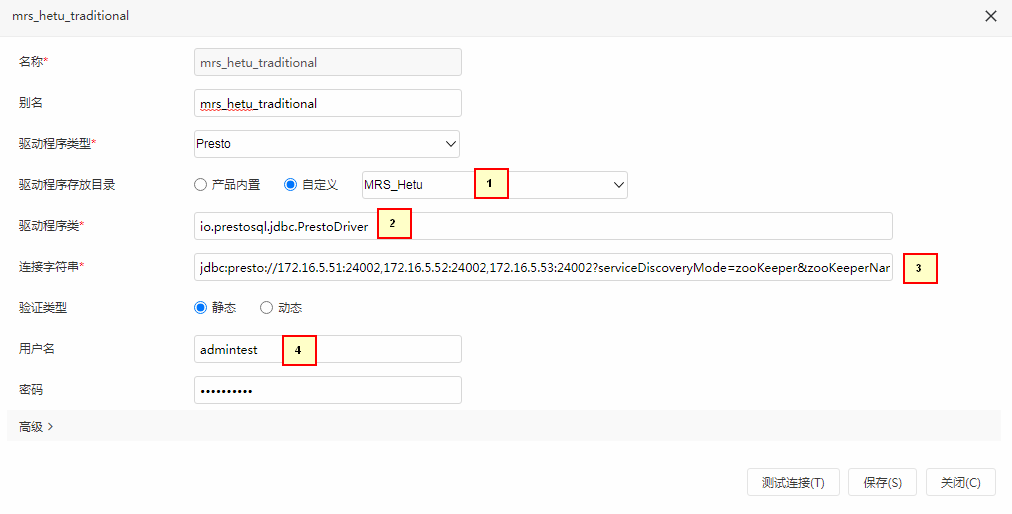 mrs_hetu_traditional
名称* mrs_hetu_traditional
别名 mrs_hetu_traditional
驱动程序类型* Presto
驱动程序存放目录 产品内置 自定义 MRS_Hetu 1
驱动程序类* io.prestosql.jdbc.PrestoDriver 2
连接字符串* jdbc:presto://172.16.5.51:24002,172.16.5.52:24002,172.16.5.53:24002?serviceDiscoveryMode=zooKeeper&zooKeeperNar 3
验证类型 静态 动态
用户名 admintest 4
密码 ••••••••••
高级 >
测试连接(T) 保存(S) 关闭(C)